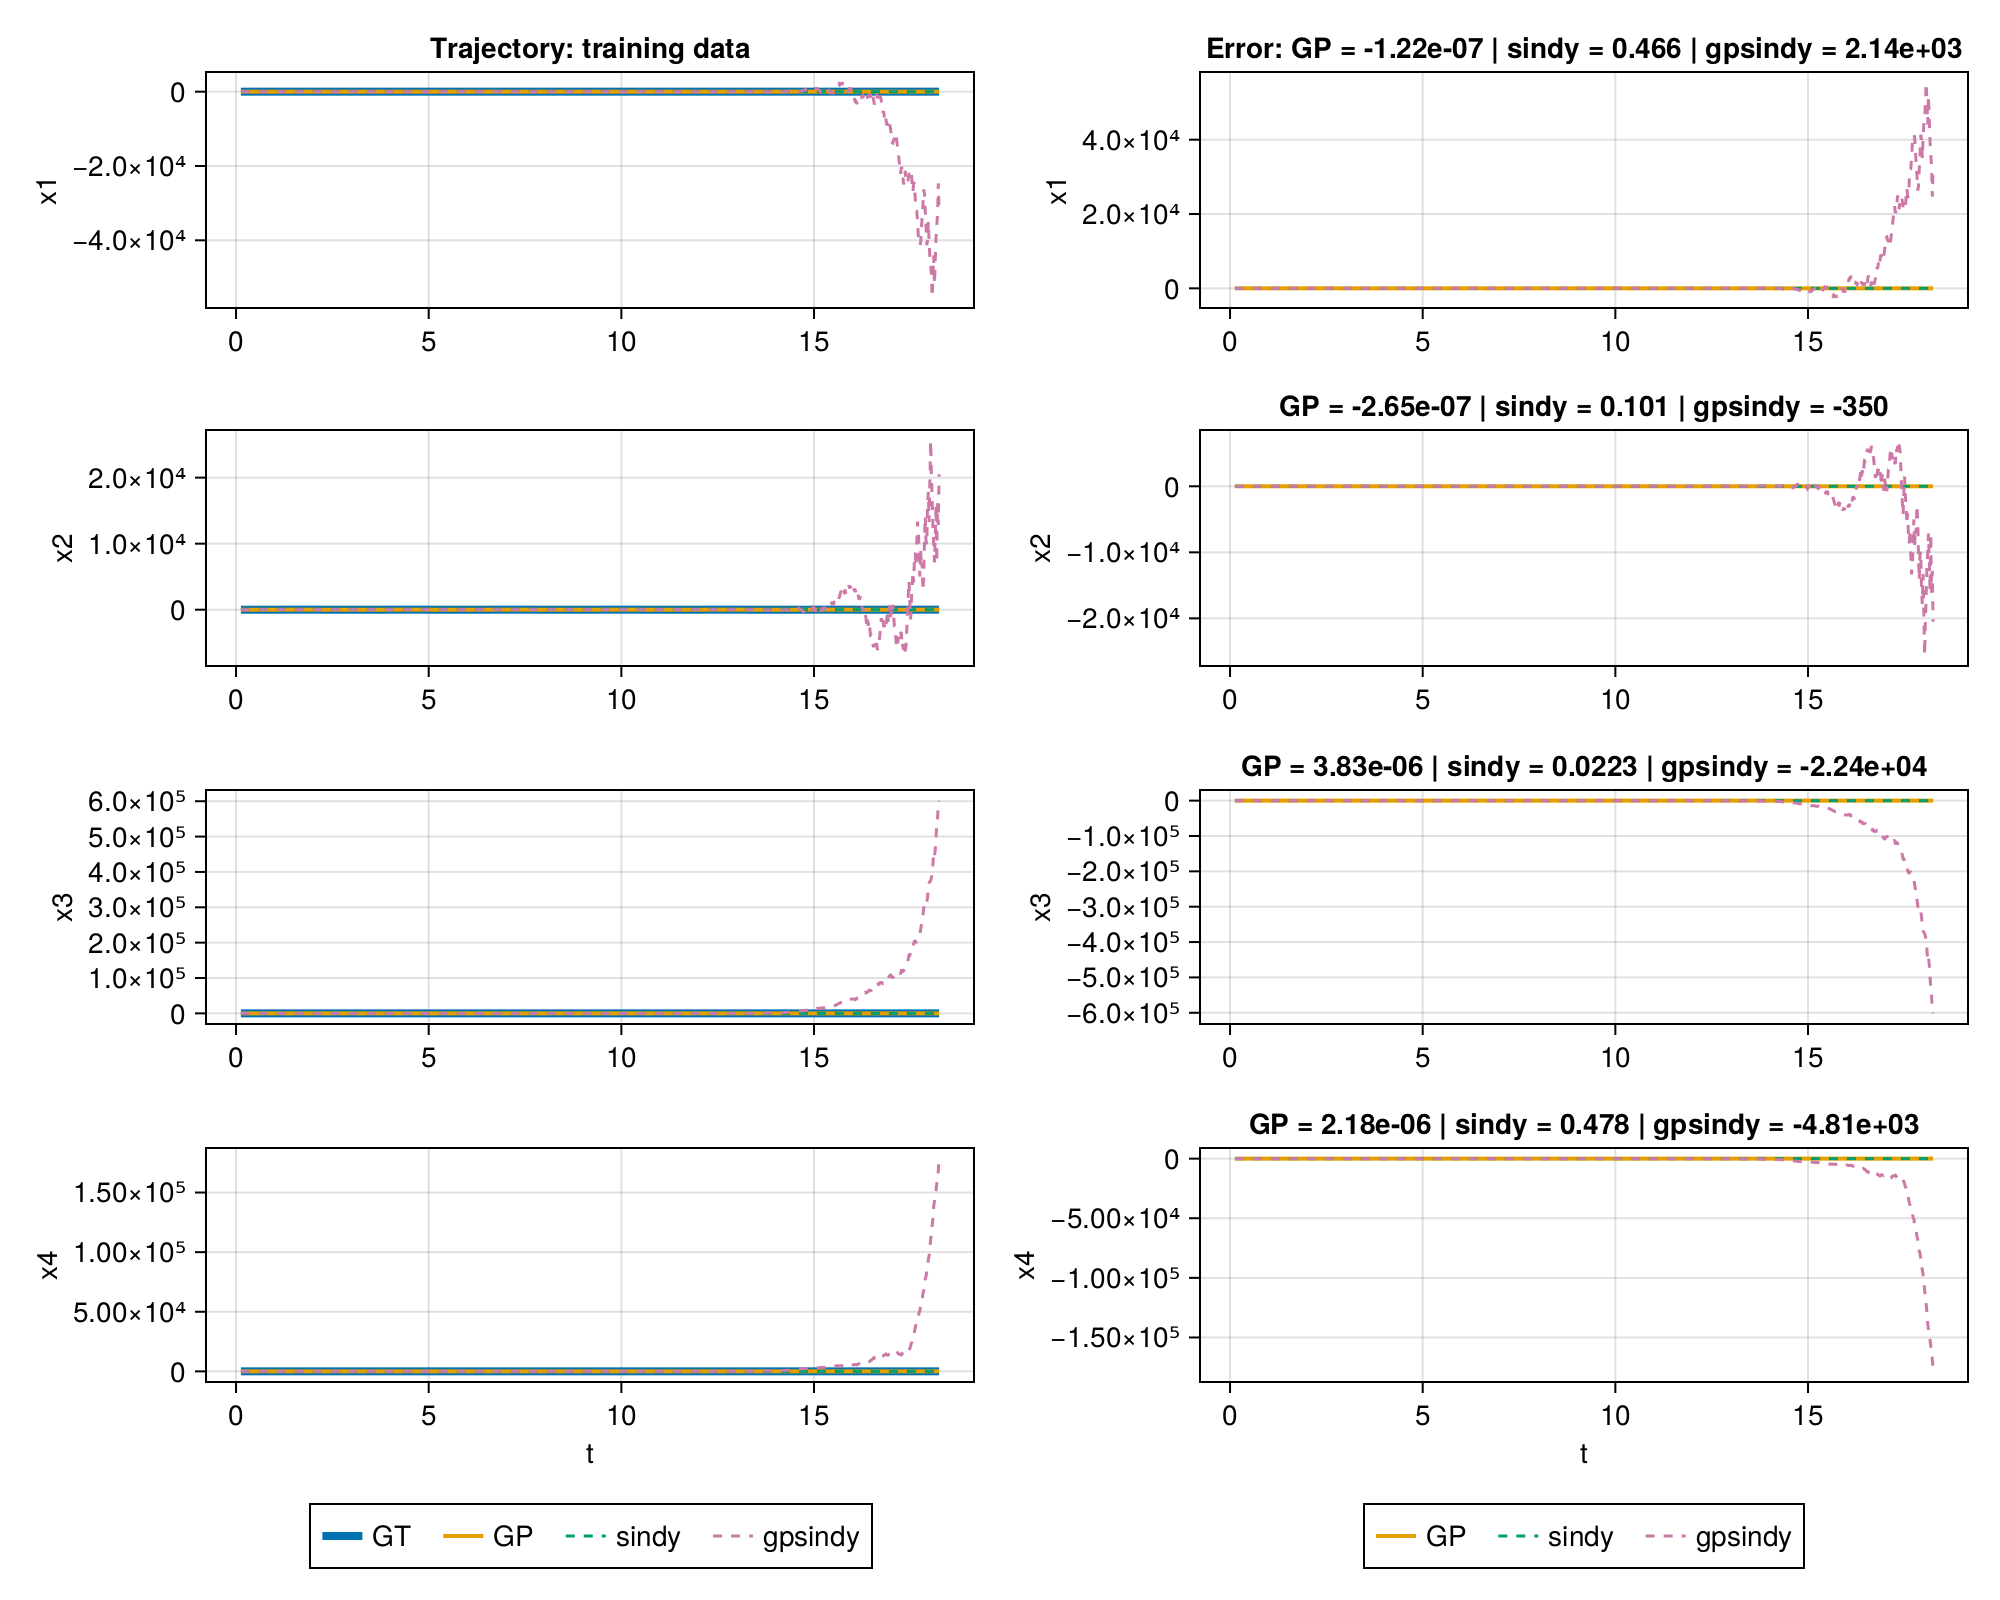 Trajectory: training data
0
−2.0×10⁴
−4.0×10⁴
x1
0 5 10 15
Error: GP = -1.22e-07 | sindy = 0.466 | gpsindy = 2.14e+03
4.0×10⁴
2.0×10⁴
0
x1
0 5 10 15
2.0×10⁴
1.0×10⁴
0
x2
0 5 10 15
GP = -2.65e-07 | sindy = 0.101 | gpsindy = -350
0
−1.0×10⁴
−2.0×10⁴
x2
0 5 10 15
6.0×10⁵
5.0×10⁵
4.0×10⁵
3.0×10⁵
2.0×10⁵
1.0×10⁵
0
x3
0 5 10 15
GP = 3.83e-06 | sindy = 0.0223 | gpsindy = -2.24e+04
0
−1.0×10⁵
−2.0×10⁵
−3.0×10⁵
−4.0×10⁵
−5.0×10⁵
−6.0×10⁵
x3
0 5 10 15
1.50×10⁵
1.00×10⁵
5.00×10⁴
0
x4
0 5 10 15
t
GP = 2.18e-06 | sindy = 0.478 | gpsindy = -4.81e+03
0
−5.00×10⁴
−1.00×10⁵
−1.50×10⁵
x4
0 5 10 15
t
GT GP sindy gpsindy
GP sindy gpsindy